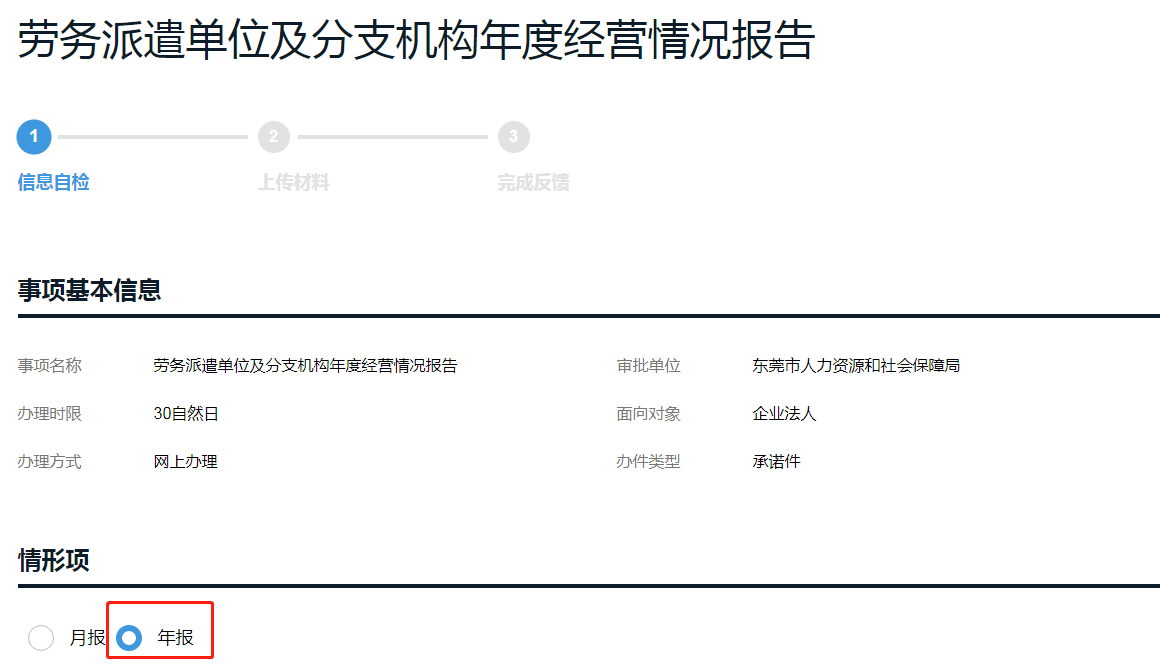 劳务派遣单位及分支机构年度经营情况报告
1 2 3
信息自检 上传材料 完成反馈
事项基本信息
事项名称 劳务派遣单位及分支机构年度经营情况报告 审批单位 东莞市人力资源和社会保障局
办理时限 30自然日 面向对象 企业法人
办理方式 网上办理 办件类型 承诺件
情形项
月报 年报